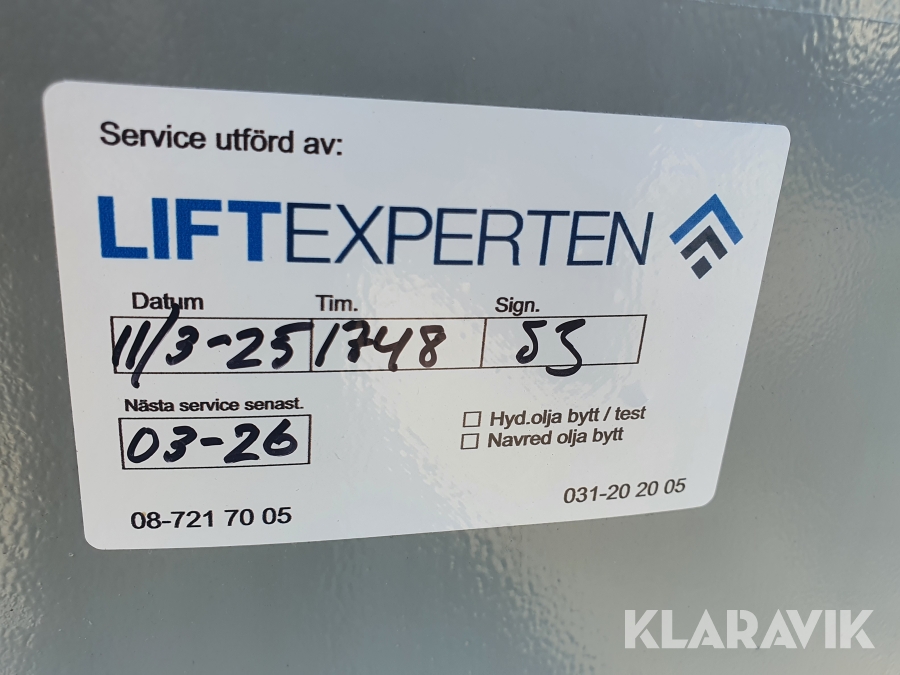 Service utförd av:
LIFTEXPERTEN
Datum Tim. Sign.
11/3-25 1748 SJ
Nästa service senast.
03-26
Hyd.olja bytt / test
Navred olja bytt
08-721 70 05
031-20 20 05
KLARAVIK